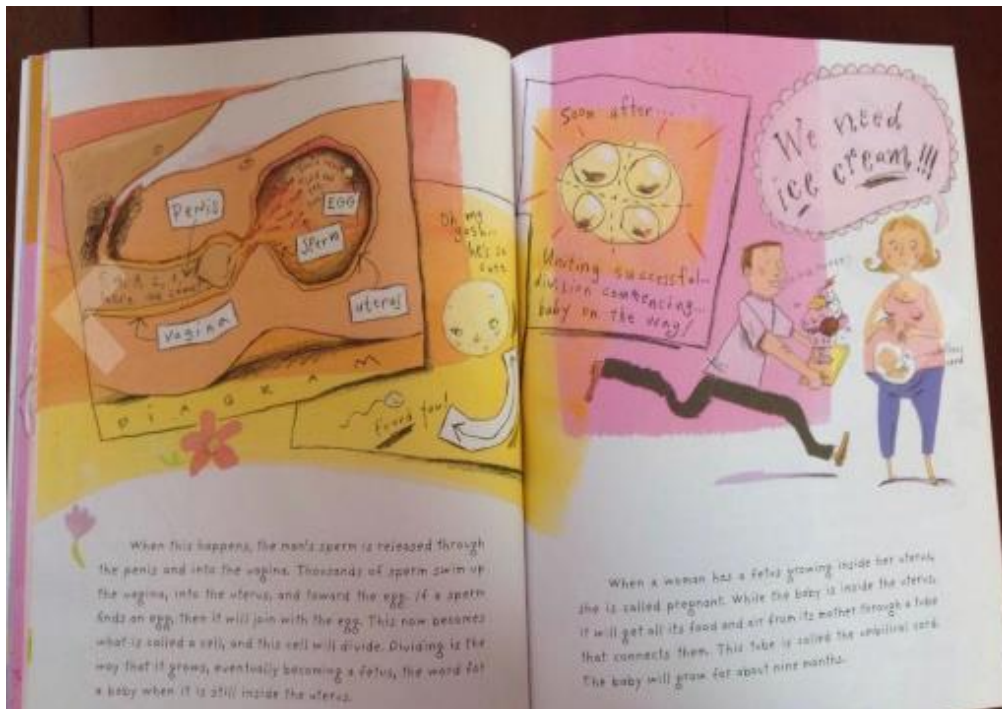 PENIS
EGG
SPERM
uterus
vagina
DIAGRAM
Oh my
gosh...
he's so
cute
found you!
Soon after...
Uniting successful...
division commencing...
baby on the way!
We need
ice cream!!!
When this happens, the man's sperm is released through
the penis and into the vagina. Thousands of sperm swim up
the vagina, into the uterus, and toward the egg. If a sperm
finds an egg, then it will join with the egg. This now becomes
what is called a cell, and this cell will divide. Dividing is the
way that it grows, eventually becoming a fetus, the word for
a baby when it is still inside the uterus.
When a woman has a fetus growing inside her uterus,
she is called pregnant. While the baby is inside the uterus,
it will get all its food and air from its mother through a tube
that connects them. This tube is called the umbilical cord.
The baby will grow for about nine months.